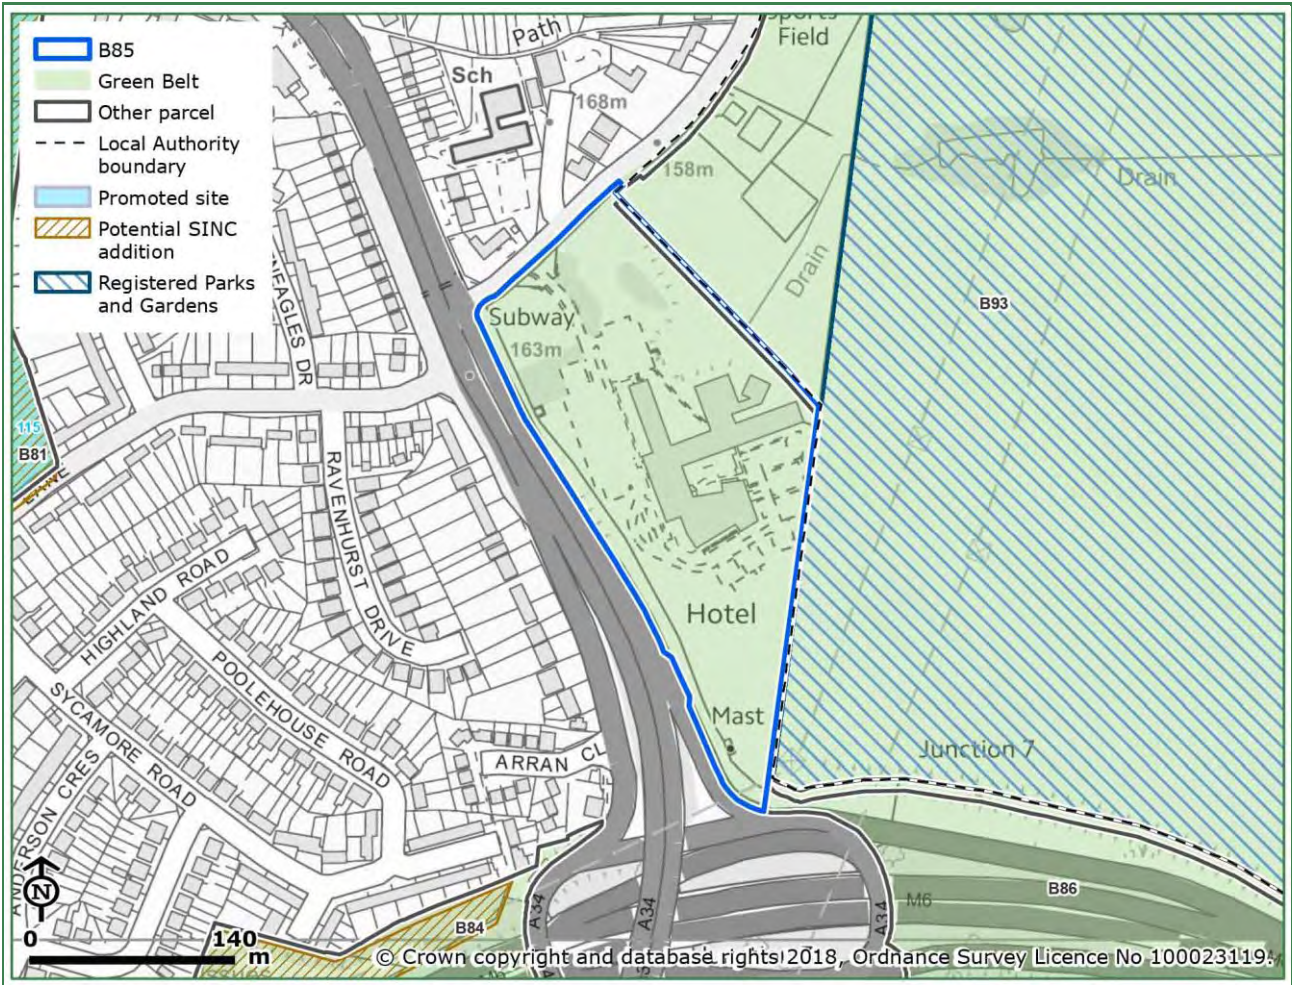 B85
Green Belt
Other parcel
Local Authority
boundary
Promoted site
Potential SINC
addition
Registered Parks
and Gardens
Path
Sports
Field
Sch
168m
158m
Drain
Drain
B93
Subway
163m
115
B81
LANE
RAVENHURST DRIVE
HIGHLAND ROAD
POOLEHOUSE ROAD
SYCAMORE ROAD
ARRAN CL
Hotel
Mast
Junction 7
B86
M6
B84
A34
A34
A34
N
0 140
m
© Crown copyright and database rights 2018, Ordnance Survey Licence No 100023119.